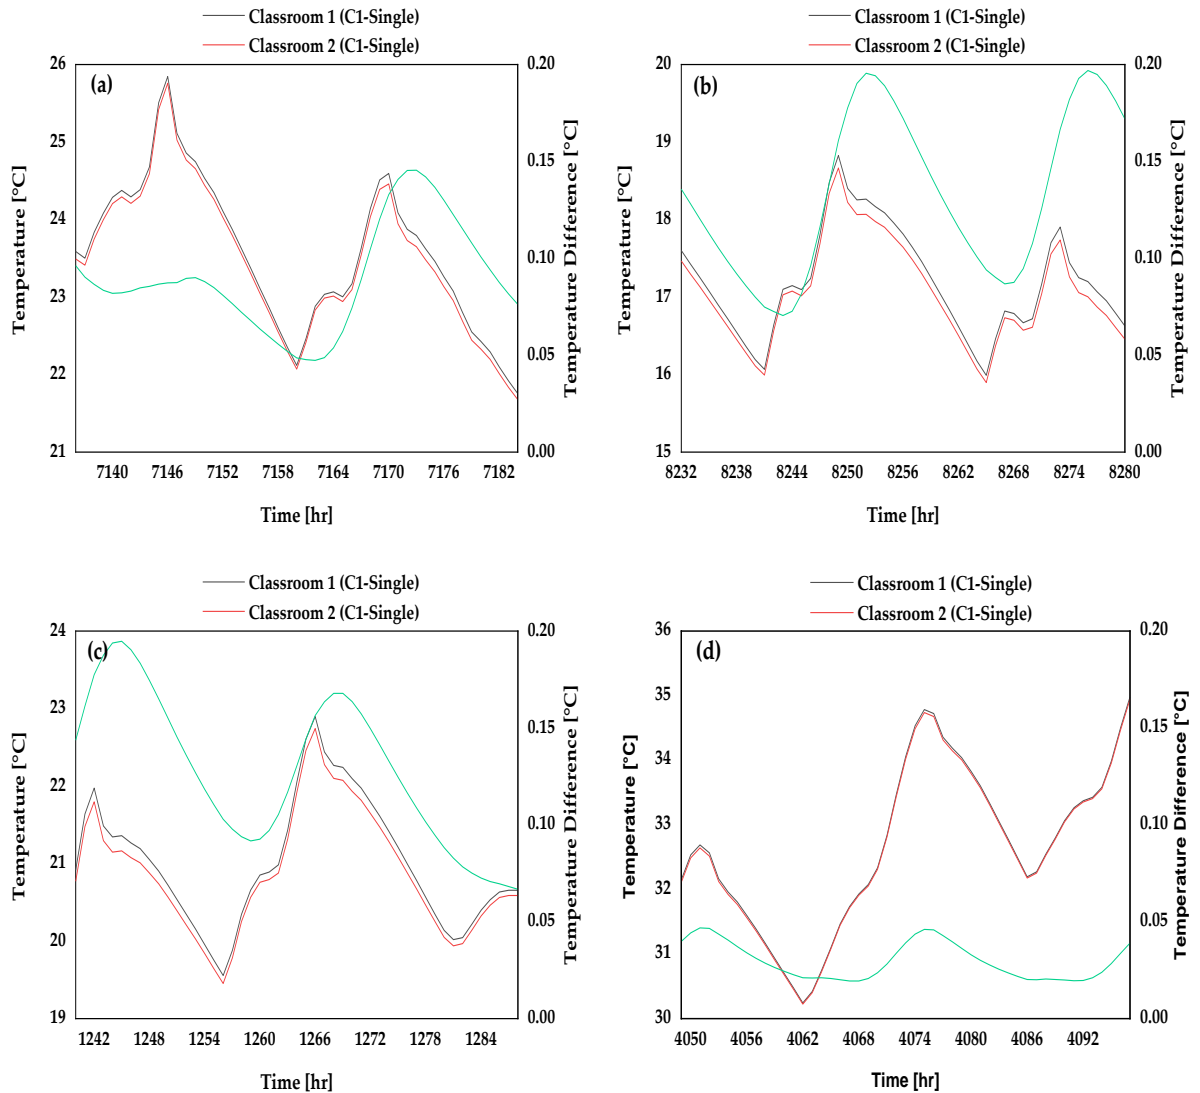 Classroom 1 (C1-Single)
Classroom 2 (C1-Single)
(a)
26
25
24
23
22
21
Temperature [°C]
0.20
0.15
0.10
0.05
0.00
Temperature Difference [°C]
7140 7146 7152 7158 7164 7170 7176 7182
Time [hr]
Classroom 1 (C1-Single)
Classroom 2 (C1-Single)
(b)
20
19
18
17
16
15
Temperature [°C]
0.20
0.15
0.10
0.05
0.00
Temperature Difference [°C]
8232 8238 8244 8250 8256 8262 8268 8274 8280
Time [hr]
Classroom 1 (C1-Single)
Classroom 2 (C1-Single)
(c)
24
23
22
21
20
19
Temperature [°C]
0.20
0.15
0.10
0.05
0.00
Temperature Difference [°C]
1242 1248 1254 1260 1266 1272 1278 1284
Time [hr]
Classroom 1 (C1-Single)
Classroom 2 (C1-Single)
(d)
36
35
34
33
32
31
30
Temperature [°C]
0.20
0.15
0.10
0.05
0.00
Temperature Difference [°C]
4050 4056 4062 4068 4074 4080 4086 4092
Time [hr]